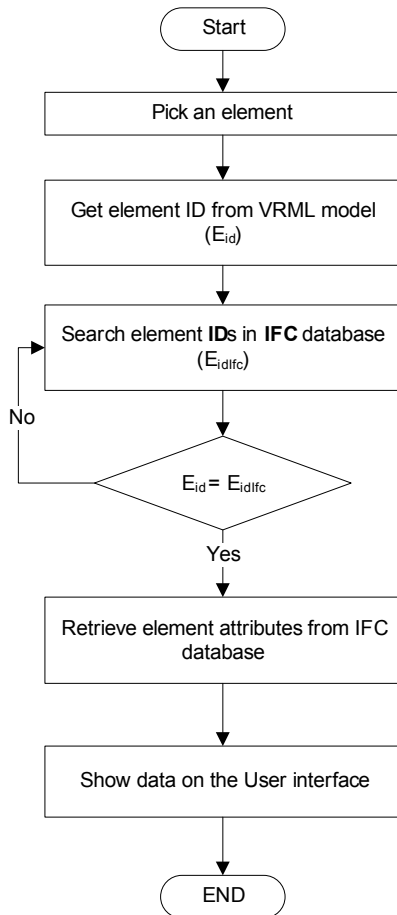 Start
Pick an element
Get element ID from VRML model
(Eid)
Search element IDs in IFC database
(EidIfc)
No
Eid = EidIfc
Yes
Retrieve element attributes from IFC
database
Show data on the User interface
END